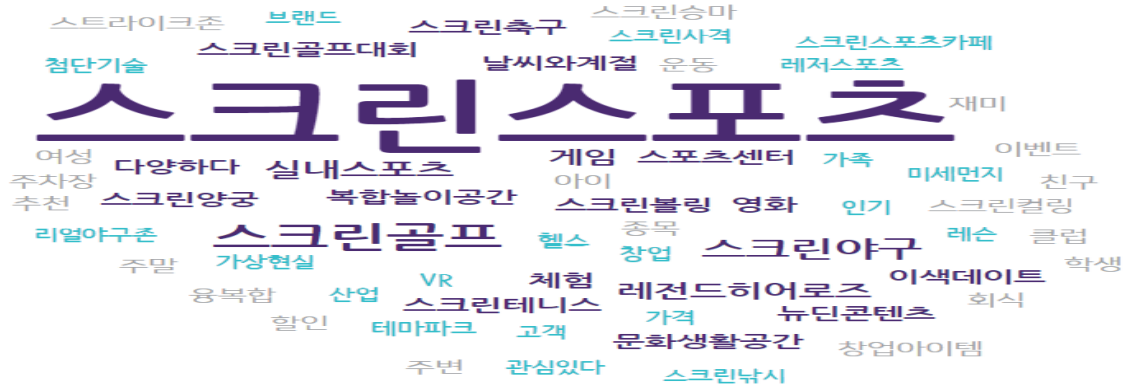 스트라이크존 브랜드 스크린축구 스크린승마
스크린골프대회 스크린사격 스크린스포츠카페
첨단기술 날씨와계절 운동 레저스포츠
스크린스포츠 재미
여성 다양하다 실내스포츠 게임 스포츠센터 가족 이벤트
주차장 아이 미세먼지 친구
추천 스크린양궁 복합놀이공간 스크린볼링 영화 인기 스크린컬링
리얼야구존 스크린골프 헬스 종목 창업 스크린야구 레슨 클럽
주말 가상현실 학생
융복합 산업 VR 체험 레전드히어로즈 이색데이트 회식
할인 테마파크 스크린테니스 고객 가격 뉴딘콘텐츠
문화생활공간 창업아이템
주변 관심있다 스크린낚시